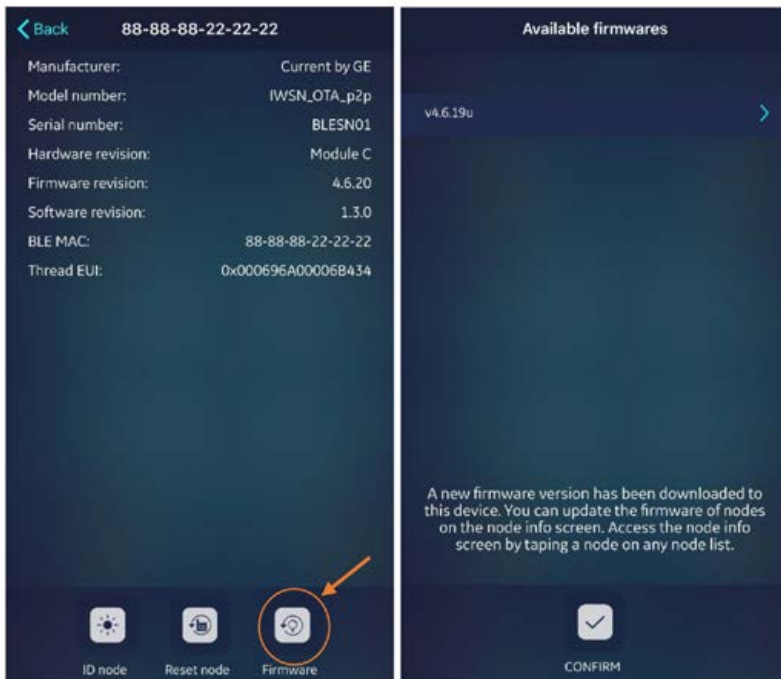 Back 88-88-88-22-22-22
Manufacturer: Current by GE
Model number: IWSN_OTA_p2p
Serial number: BLESN01
Hardware revision: Module C
Firmware revision: 4.6.20
Software revision: 1.3.0
BLE MAC: 88-88-88-22-22-22
Thread EUI: 0x000696A00006B434
ID node Reset node Firmware
Available firmwares
v4.6.19u
A new firmware version has been downloaded to
this device. You can update the firmware of nodes
on the node info screen. Access the node info
screen by taping a node on any node list.
CONFIRM